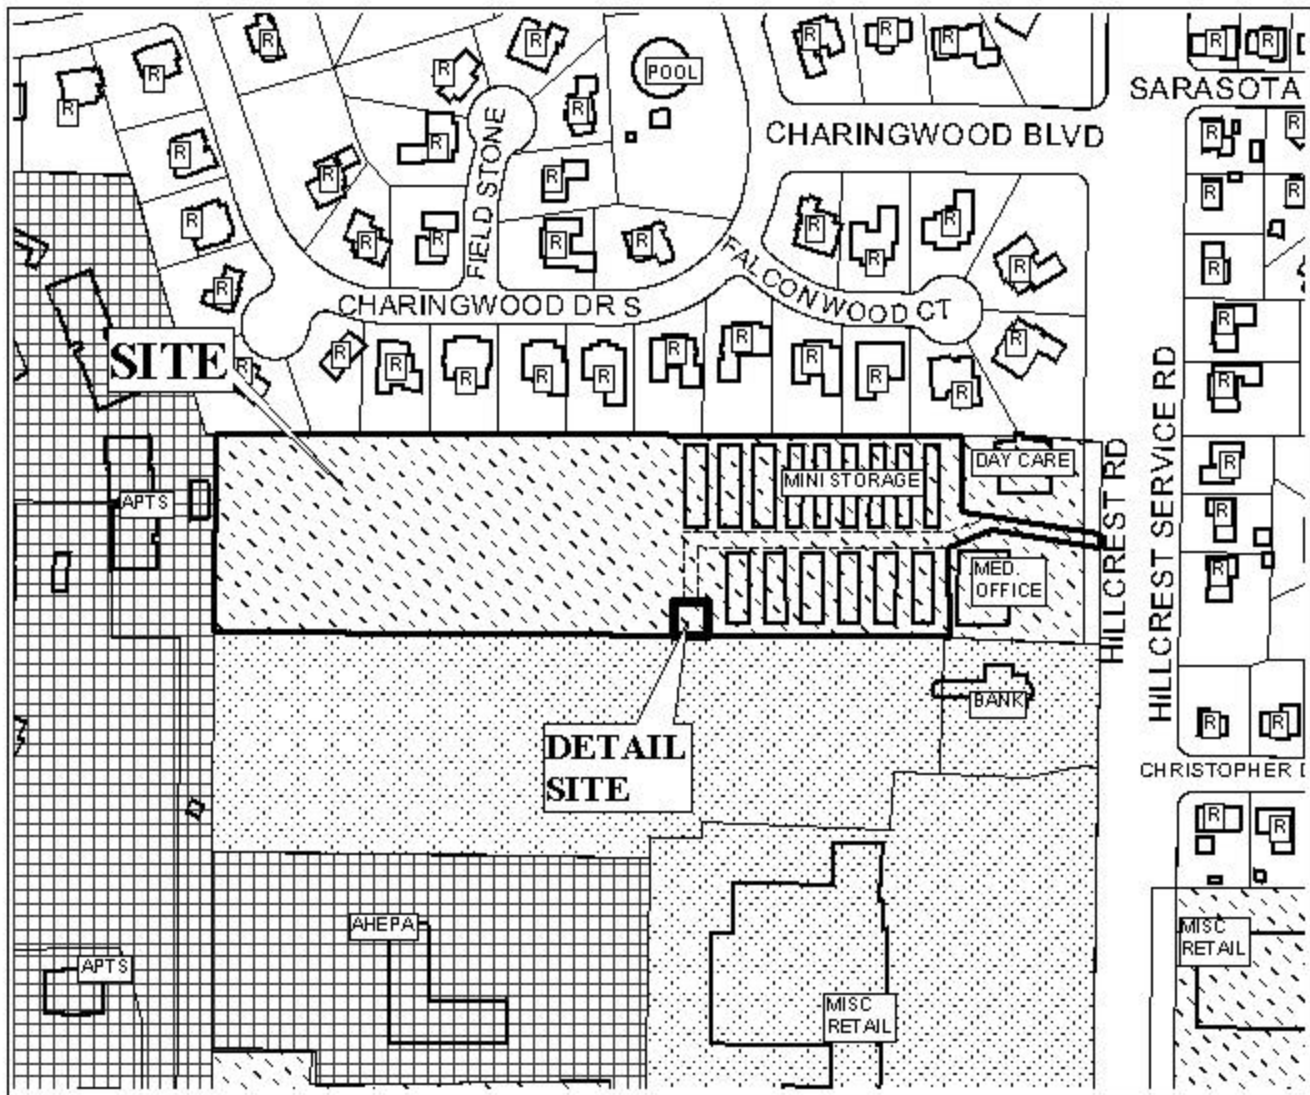 R
R
R
R
R
R
POOL
R
R
R
SARASOTA
R
R
R
R
CHARINGWOOD BLVD
R
R
R
R
R
R
FIELD STONE
R
R
R
R
R
R
R
R
R
R
R
FALCONWOOD CT
R
R
R
CHARINGWOOD DR S
R
R
SITE
R
R
R
R
R
R
R
R
R
R
R
R
HILLCREST SERVICE RD
DAY CARE
MINI STORAGE
R
HILLCREST RD
APTS
R
MED.
OFFICE
R
BANK
R
R
DETAIL
SITE
CHRISTOPHER D
R
R
AHEPA
MISC
RETAIL
APTS
MISC
RETAIL